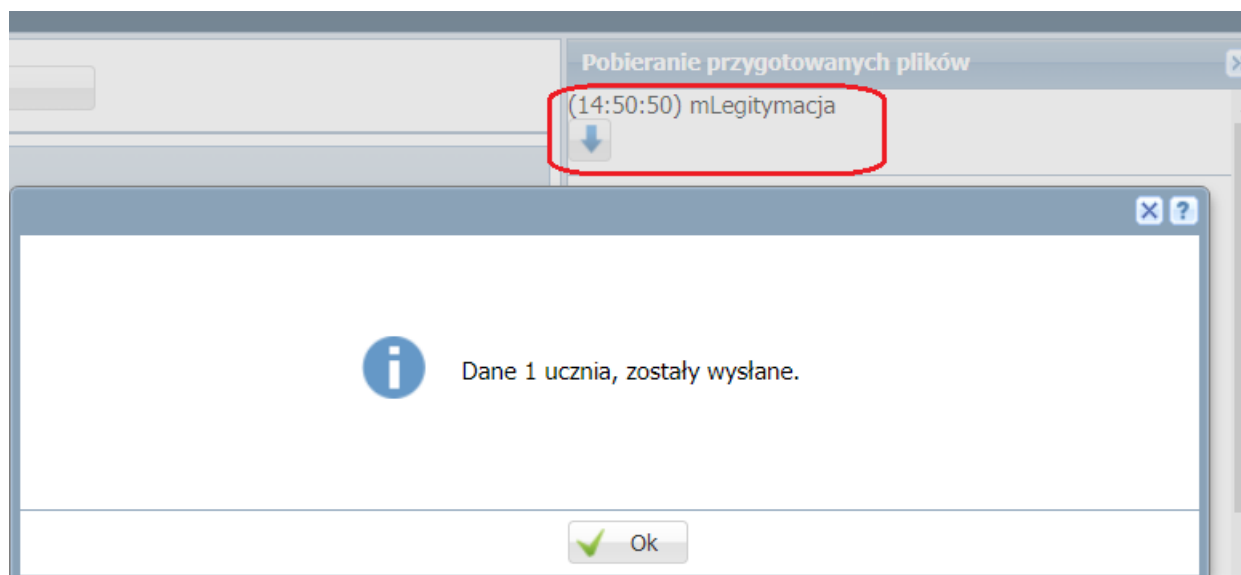 Pobieranie przygotowanych plików
(14:50:50) mLegitymacja
?
Dane 1 ucznia, zostały wysłane.
Ok